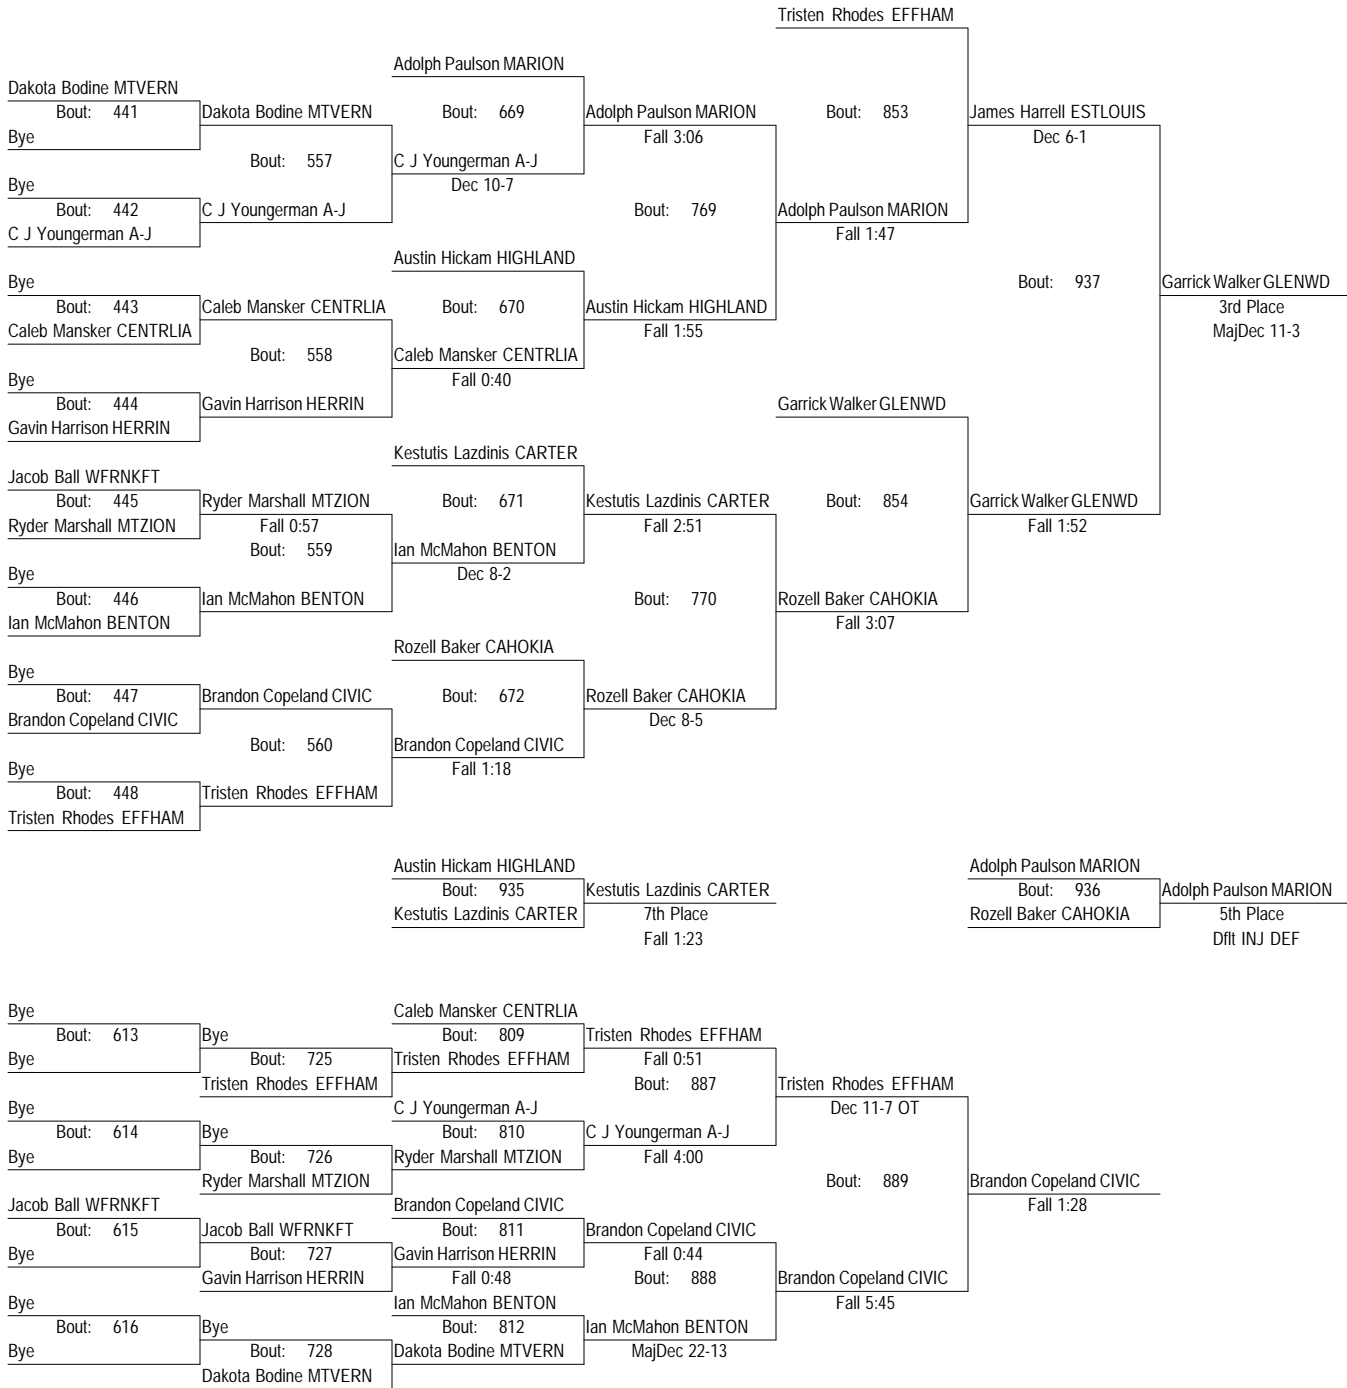 Tristen Rhodes EFFHAM
Adolph Paulson MARION
Dakota Bodine MTVERN
Bout: 441 Dakota Bodine MTVERN Bout: 669 Adolph Paulson MARION Bout: 853 James Harrell ESTLOUIS
Bye Fall 3:06 Dec 6-1
Bout: 557 C J Youngerman A-J
Bye Dec 10-7
Bout: 442 C J Youngerman A-J Bout: 769 Adolph Paulson MARION
C J Youngerman A-J Fall 1:47
Austin Hickam HIGHLAND
Bye Bout: 937 Garrick Walker GLENWD
Bout: 443 Caleb Mansker CENTRLIA Bout: 670 Austin Hickam HIGHLAND 3rd Place
Caleb Mansker CENTRLIA Fall 1:55 MajDec 11-3
Bout: 558 Caleb Mansker CENTRLIA
Bye Fall 0:40
Bout: 444 Gavin Harrison HERRIN Garrick Walker GLENWD
Gavin Harrison HERRIN
Kestutis Lazdinis CARTER
Jacob Ball WFRNKFT
Bout: 445 Ryder Marshall MTZION Bout: 671 Kestutis Lazdinis CARTER Bout: 854 Garrick Walker GLENWD
Ryder Marshall MTZION Fall 0:57 Fall 2:51 Fall 1:52
Bout: 559 Ian McMahon BENTON
Bye Dec 8-2
Bout: 446 Ian McMahon BENTON Bout: 770 Rozell Baker CAHOKIA
Ian McMahon BENTON Fall 3:07
Rozell Baker CAHOKIA
Bye
Bout: 447 Brandon Copeland CIVIC Bout: 672 Rozell Baker CAHOKIA
Brandon Copeland CIVIC Dec 8-5
Bout: 560 Brandon Copeland CIVIC
Bye Fall 1:18
Bout: 448 Tristen Rhodes EFFHAM
Tristen Rhodes EFFHAM
Austin Hickam HIGHLAND Adolph Paulson MARION
Bout: 935 Kestutis Lazdinis CARTER Bout: 936 Adolph Paulson MARION
Kestutis Lazdinis CARTER 7th Place Rozell Baker CAHOKIA 5th Place
Fall 1:23 Dflt INJ DEF
Bye Caleb Mansker CENTRLIA
Bout: 613 Bye Bout: 809 Tristen Rhodes EFFHAM
Bye Bout: 725 Tristen Rhodes EFFHAM Fall 0:51
Tristen Rhodes EFFHAM Bout: 887 Tristen Rhodes EFFHAM
Bye C J Youngerman A-J Dec 11-7 OT
Bout: 614 Bye Bout: 810 C J Youngerman A-J
Bye Bout: 726 Ryder Marshall MTZION Fall 4:00
Ryder Marshall MTZION Bout: 889 Brandon Copeland CIVIC
Jacob Ball WFRNKFT Brandon Copeland CIVIC Fall 1:28
Bout: 615 Jacob Ball WFRNKFT Bout: 811 Brandon Copeland CIVIC
Bye Bout: 727 Gavin Harrison HERRIN Fall 0:44
Gavin Harrison HERRIN Fall 0:48 Bout: 888 Brandon Copeland CIVIC
Bye Ian McMahon BENTON Fall 5:45
Bout: 616 Bye Bout: 812 Ian McMahon BENTON
Bye Bout: 728 Dakota Bodine MTVERN MajDec 22-13
Dakota Bodine MTVERN